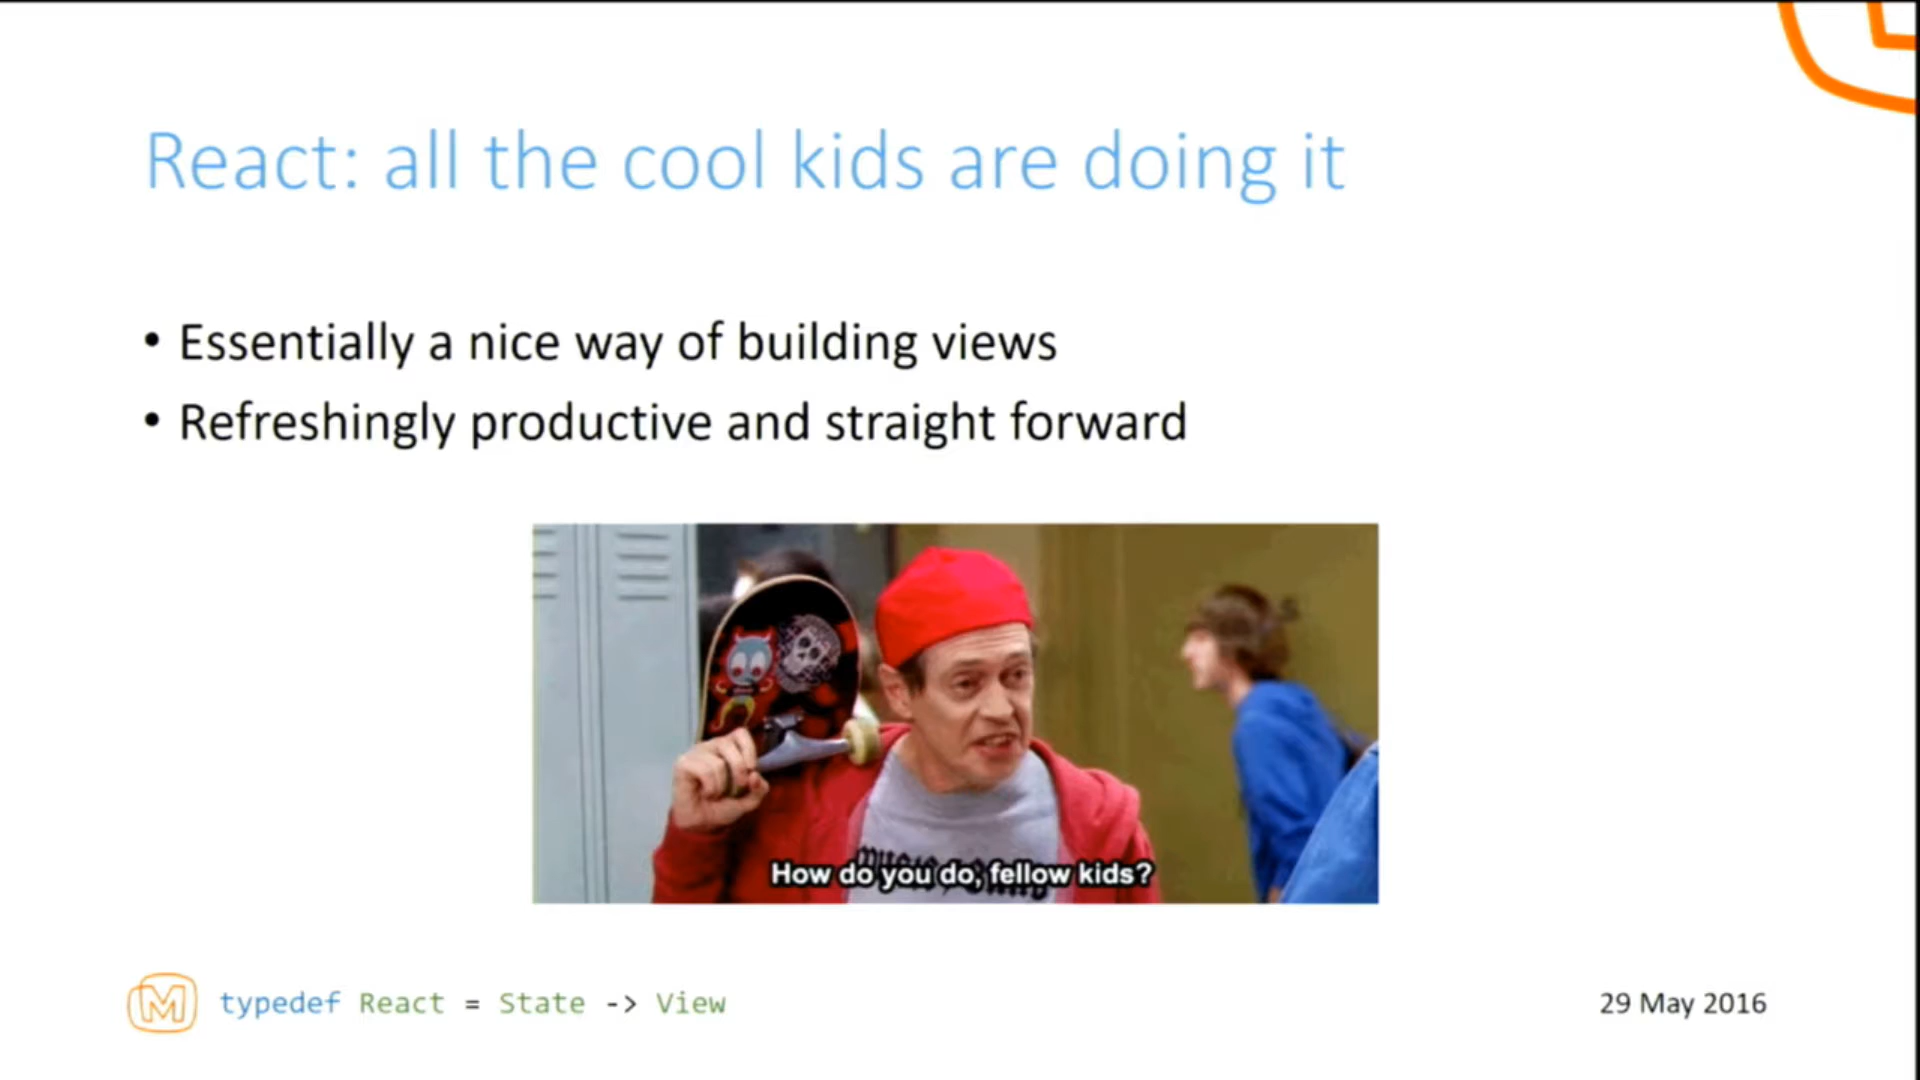 React: all the cool kids are doing it
• Essentially a nice way of building views
• Refreshingly productive and straight forward
How do you do, fellow kids?
M typedef React = State -> View
29 May 2016